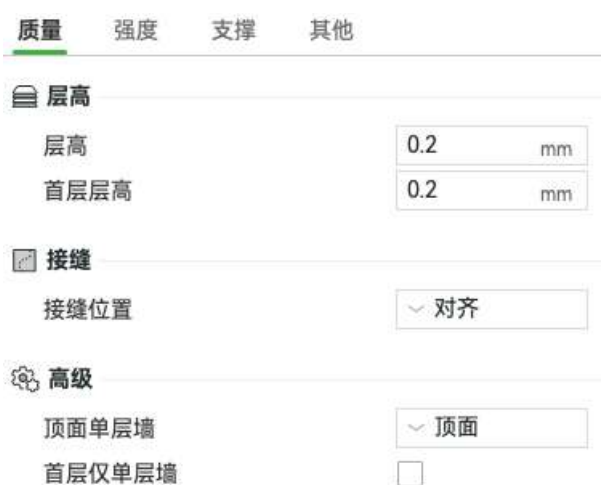 质量 强度 支撑 其他
层高
层高 0.2 mm
首层层高 0.2 mm
接缝
接缝位置 对齐
高级
顶面单层墙 顶面
首层仅单层墙